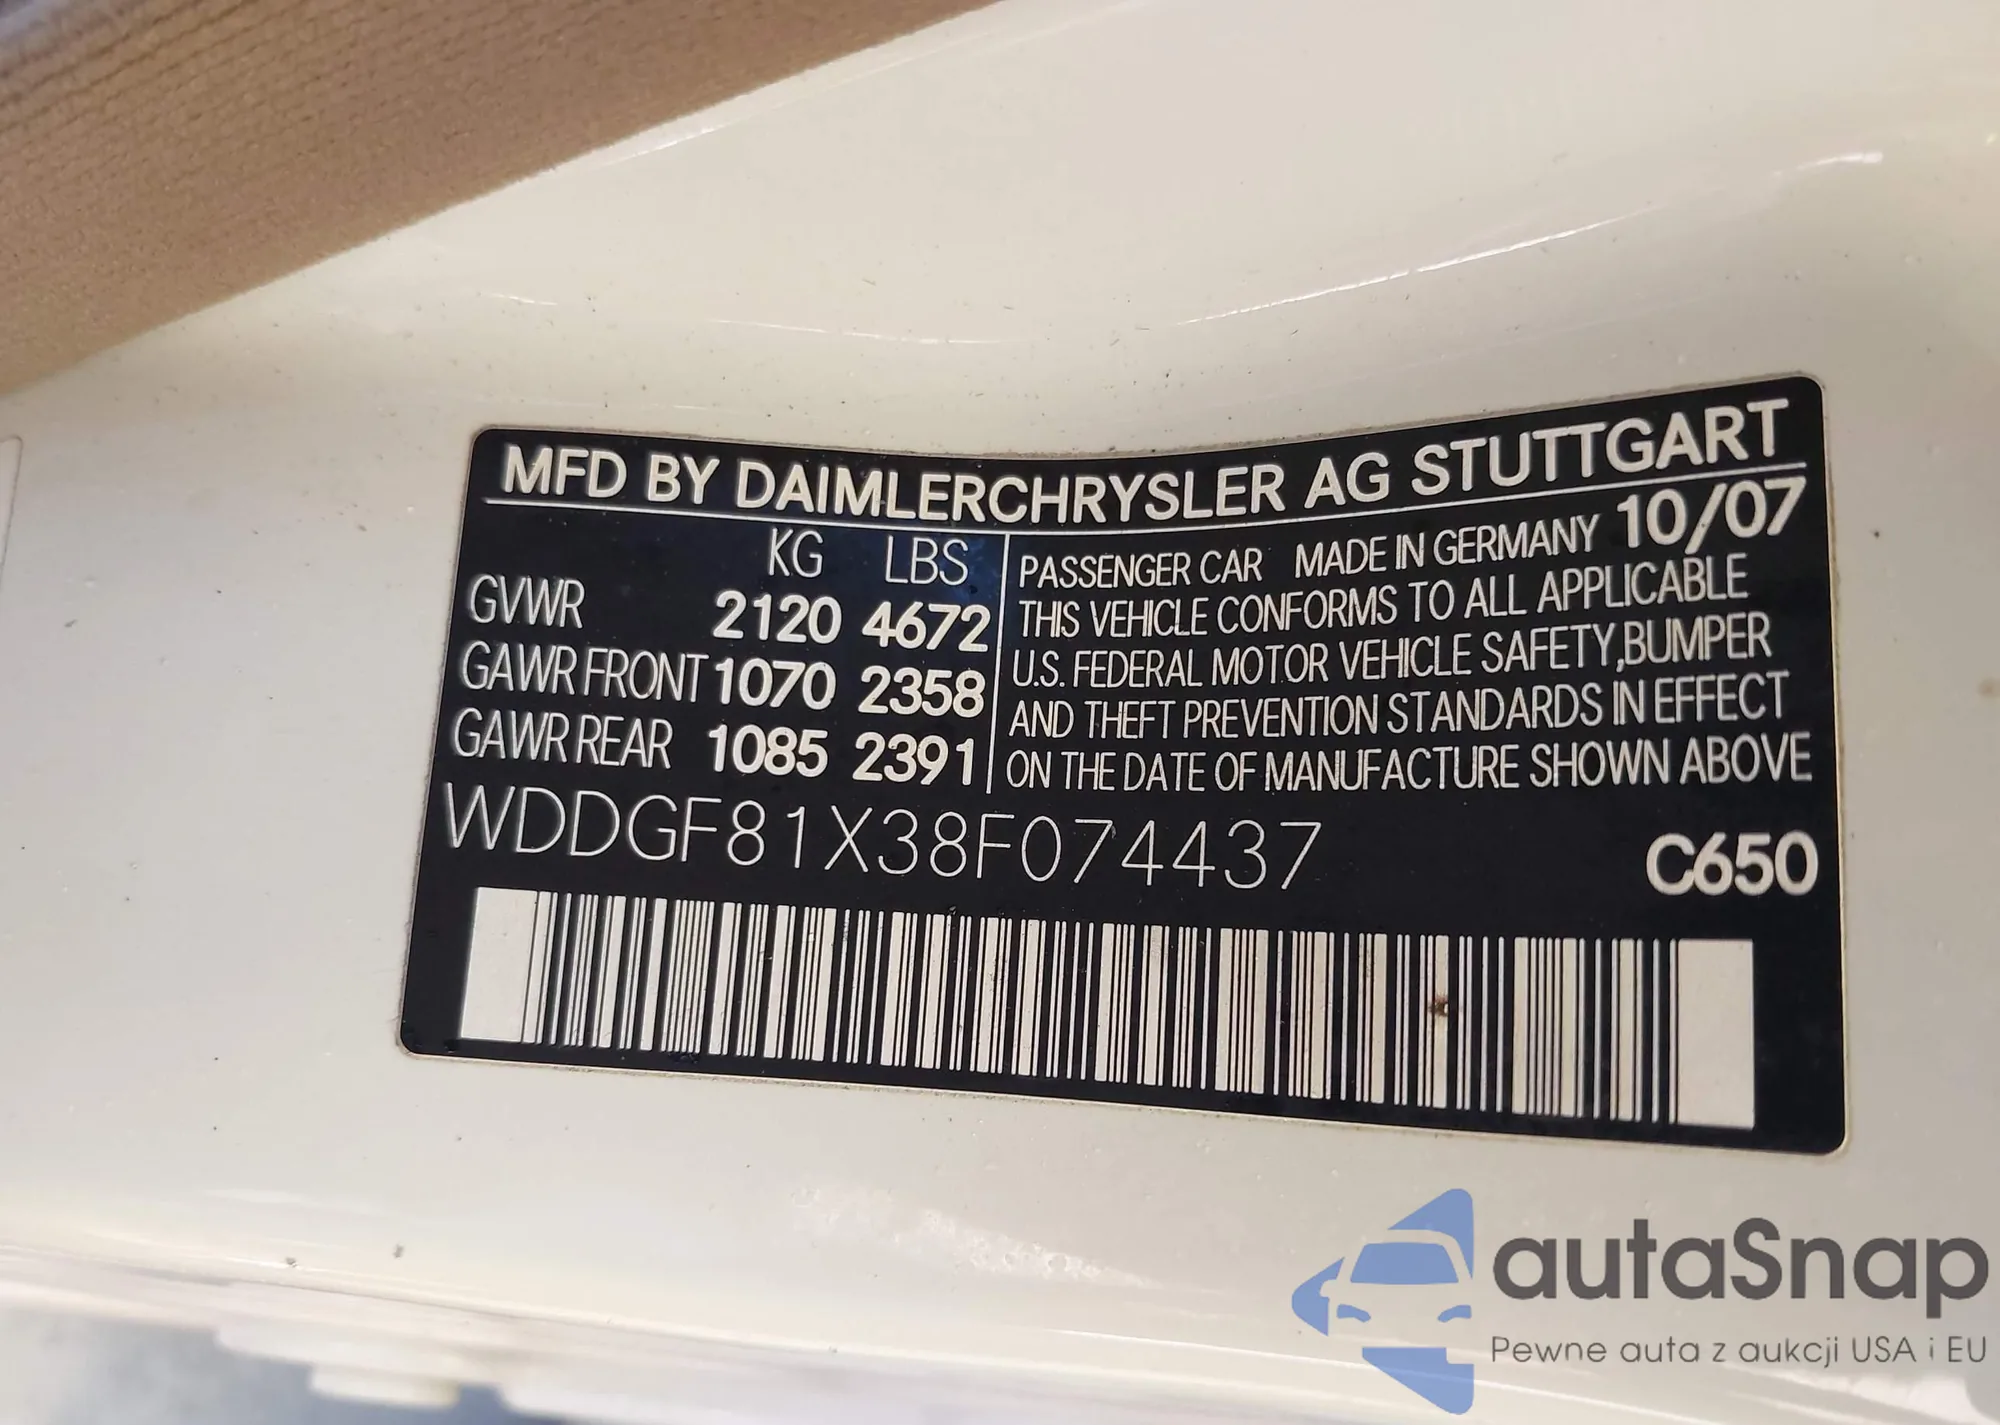 MFD BY DAIMLERCHRYSLER AG STUTTGART
KG LBS
GVWR 2120 4672
GAWR FRONT 1070 2358
GAWR REAR 1085 2391
PASSENGER CAR MADE IN GERMANY 10/07
THIS VEHICLE CONFORMS TO ALL APPLICABLE
U.S. FEDERAL MOTOR VEHICLE SAFETY,BUMPER
AND THEFT PREVENTION STANDARDS IN EFFECT
ON THE DATE OF MANUFACTURE SHOWN ABOVE
WDDGF81X38F074437 C650
autaSnap
Pewne auta z aukcji USA i EU